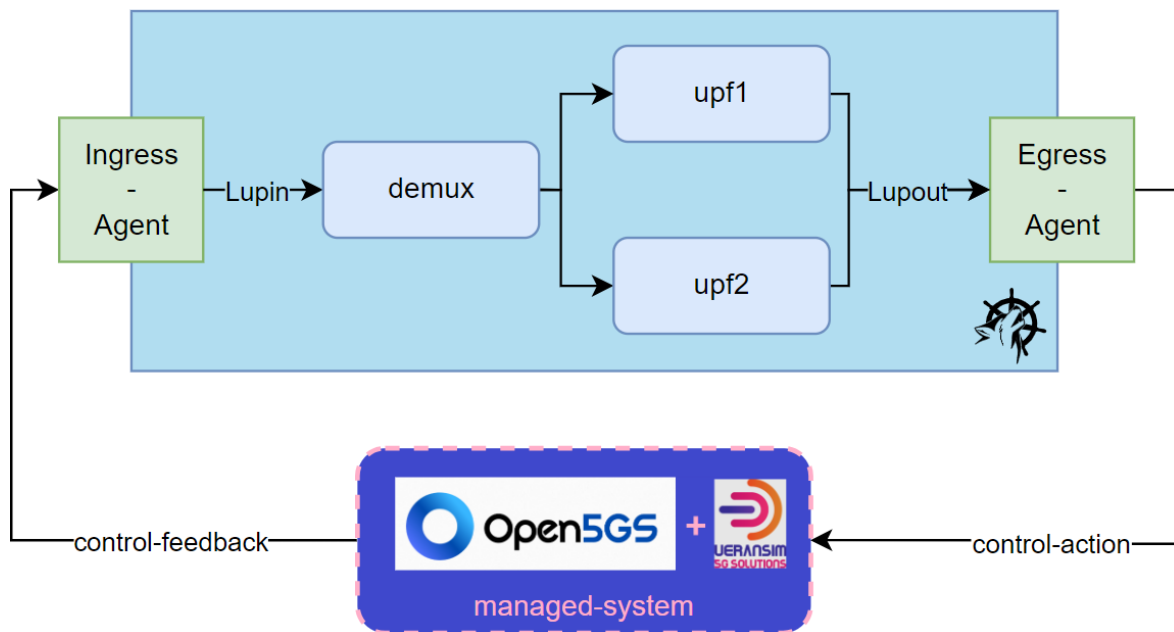 upf1
Ingress
-
Agent
Lupin
demux
Lupout
Egress
-
Agent
upf2
Open5GS
+
UERANSIM
5G SOLUTIONS
control-feedback
control-action
managed-system